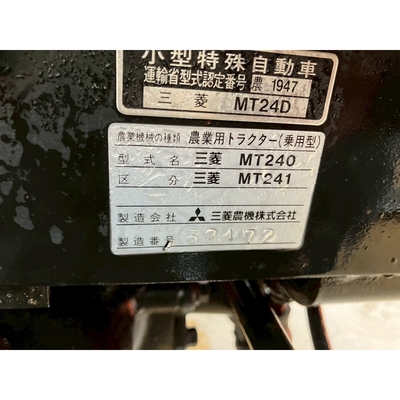 小型特殊自動車
運輸省型式認定番号 農 1947
三菱 MT24D
農業機械の種類 農業用トラクター(乗用型)
型式名 三菱 MT240
区分 三菱 MT241
製造会社 三菱農機株式会社
製造番号 52172